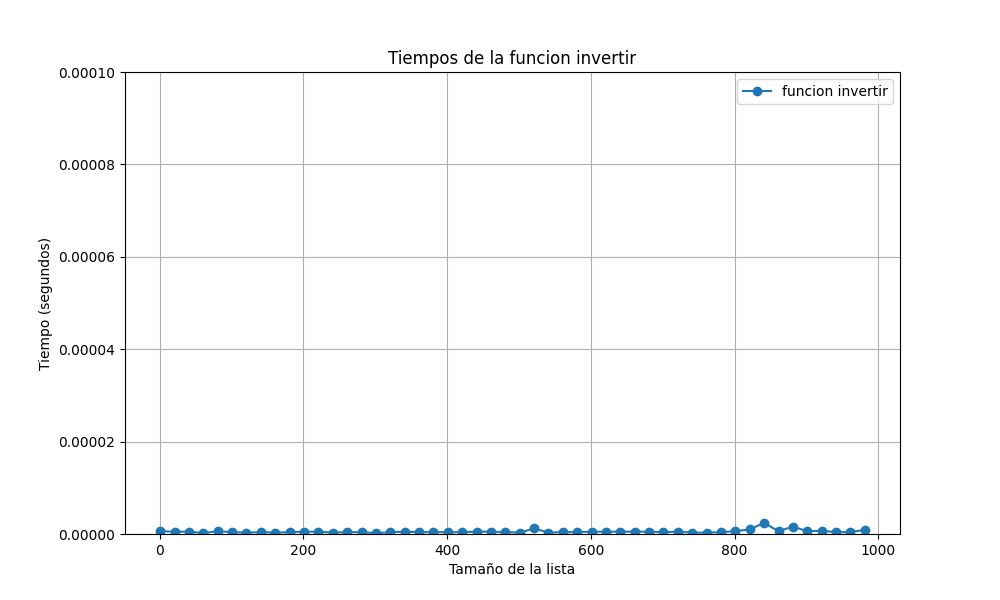 Tiempos de la funcion invertir
funcion invertir
0.00010
0.00008
0.00006
0.00004
0.00002
0.00000
Tiempo (segundos)
0 200 400 600 800 1000
Tamaño de la lista